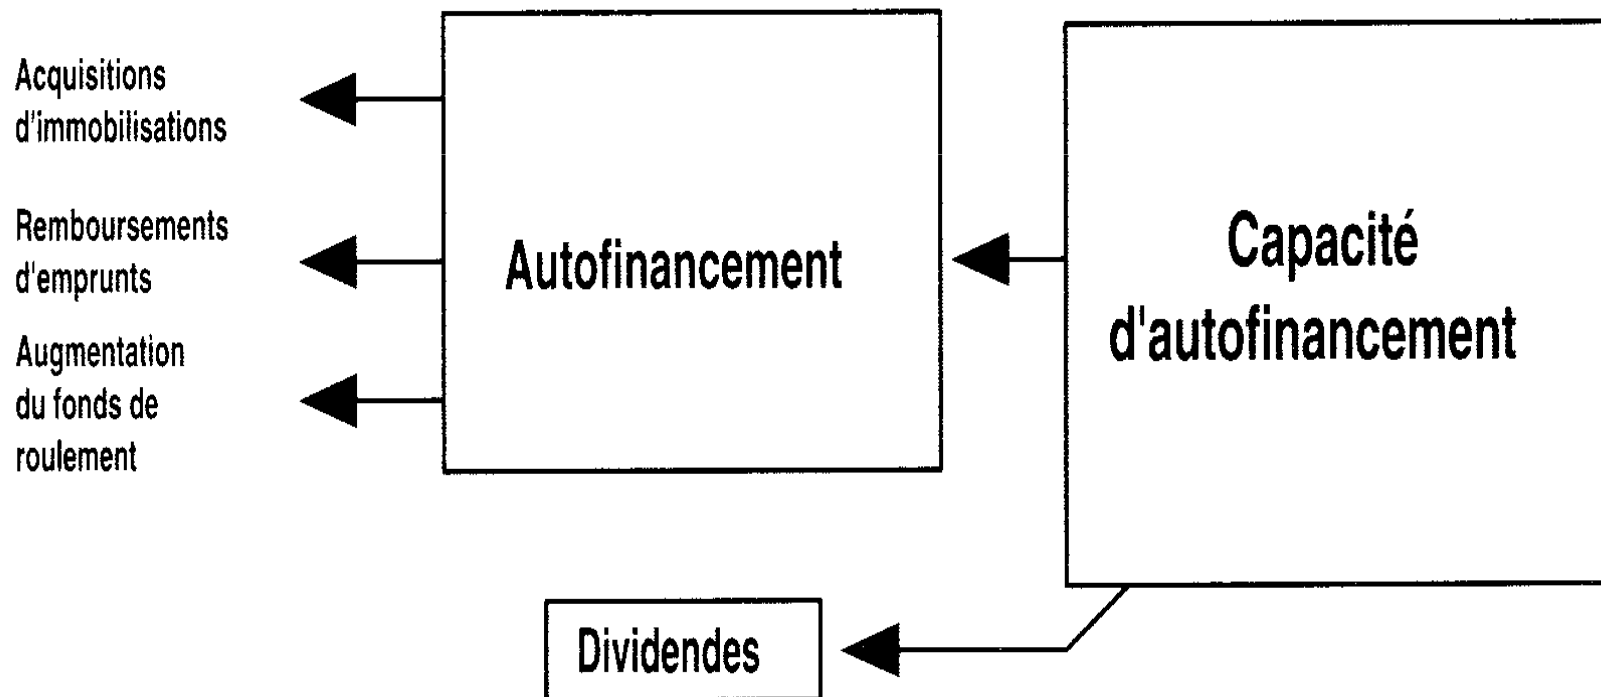 Acquisitions
d'immobilisations
Remboursements
d'emprunts
Augmentation
du fonds de
roulement
Autofinancement
Capacité
d'autofinancement
Dividendes